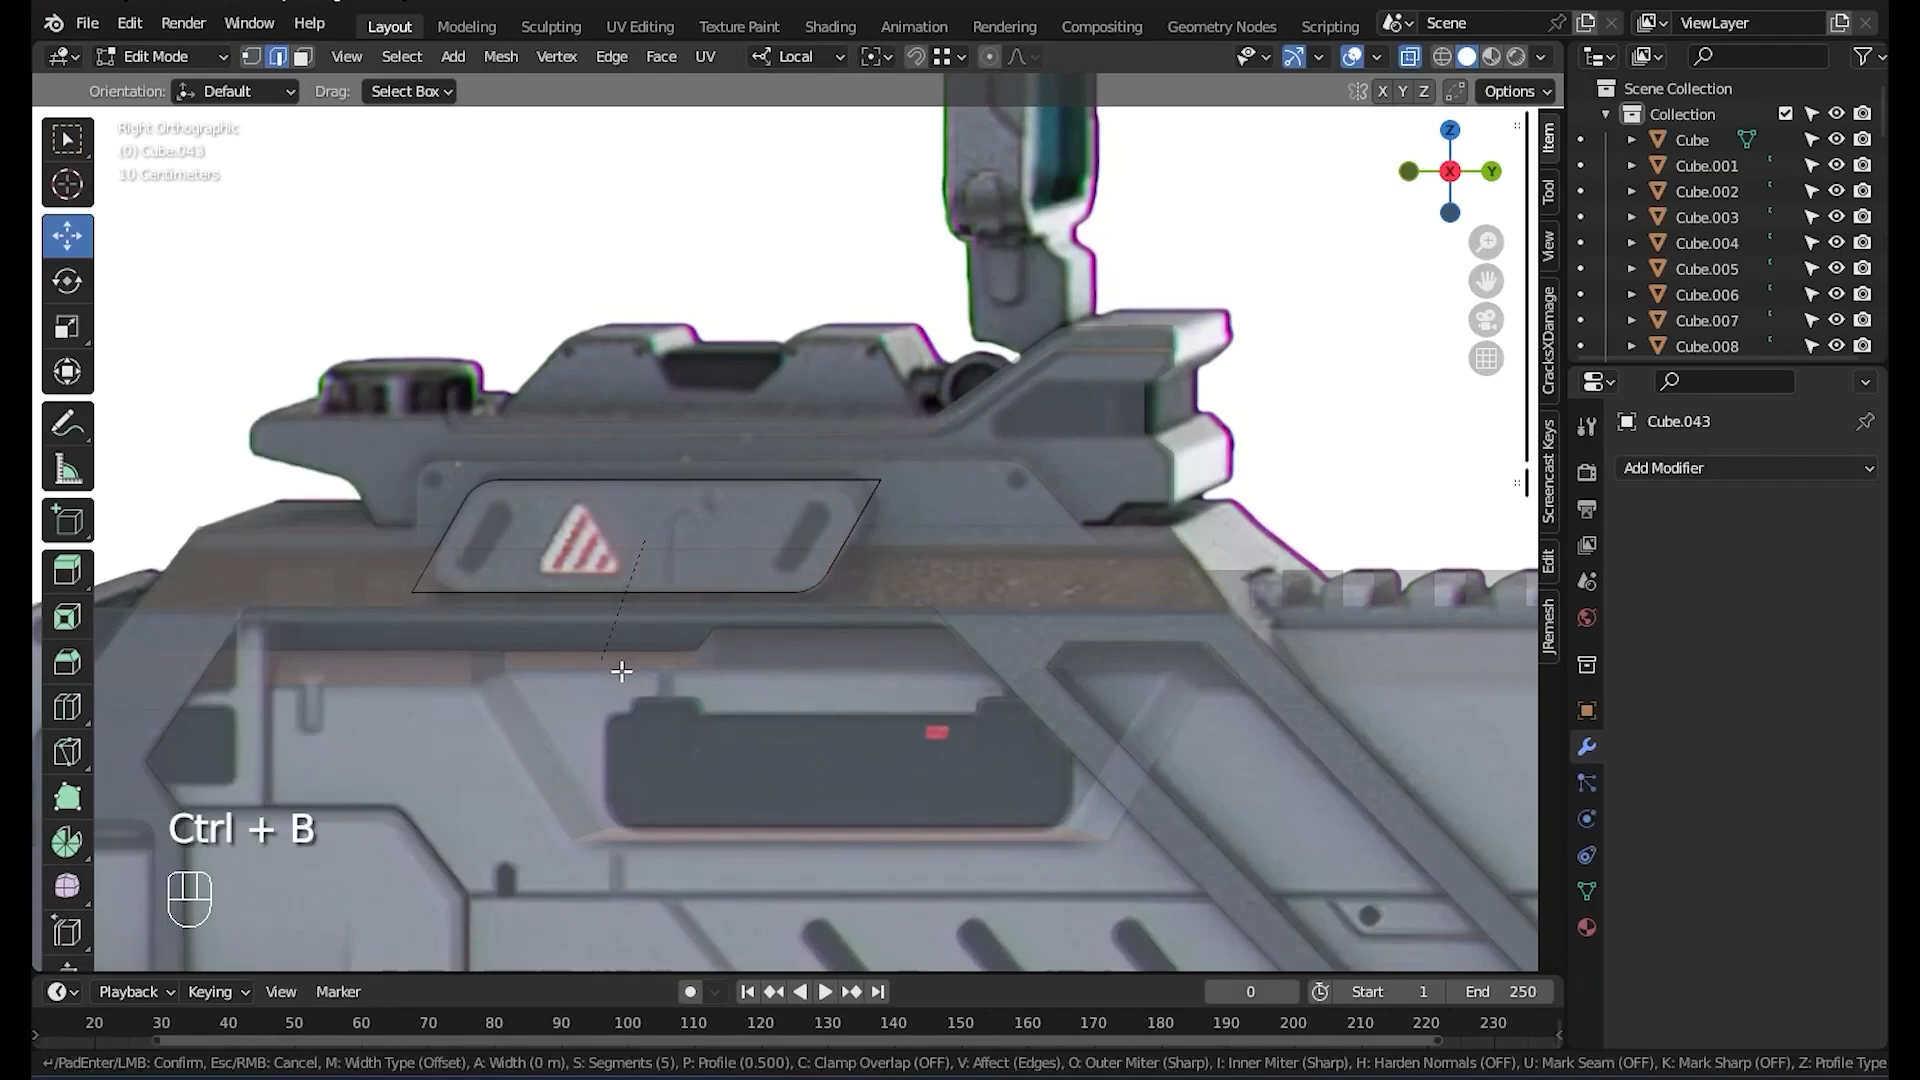 File Edit Render Window Help Layout Modeling Sculpting UV Editing Texture Paint Shading Animation Rendering Compositing Geometry Nodes Scripting Scene ViewLayer
Edit Mode View Select Add Mesh Vertex Edge Face UV Local
Orientation: Default Drag: Select Box X Y Z Options
Scene Collection
Collection
Cube
Cube.001
Cube.002
Cube.003
Cube.004
Cube.005
Cube.006
Cube.007
Cube.008
Right Orthographic
(0) Cube.043
10 Centimeters
Z
X
Y
Item
Tool
View
CracksXDamage
Screencast Keys
Edit
JRemesh
Cube.043
Add Modifier
Ctrl + B
Playback Keying View Marker 0 Start 1 End 250
20 30 40 50 60 70 80 90 100 110 120 130 140 150 160 170 180 190 200 210 220 230
↵/PadEnter/LMB: Confirm, Esc/RMB: Cancel, M: Width Type (Offset), A: Width (0 m), S: Segments (5), P: Profile (0.500), C: Clamp Overlap (OFF), V: Affect (Edges), O: Outer Miter (Sharp), I: Inner Miter (Sharp), H: Harden Normals (OFF), U: Mark Seam (OFF), K: Mark Sharp (OFF), Z: Profile Type